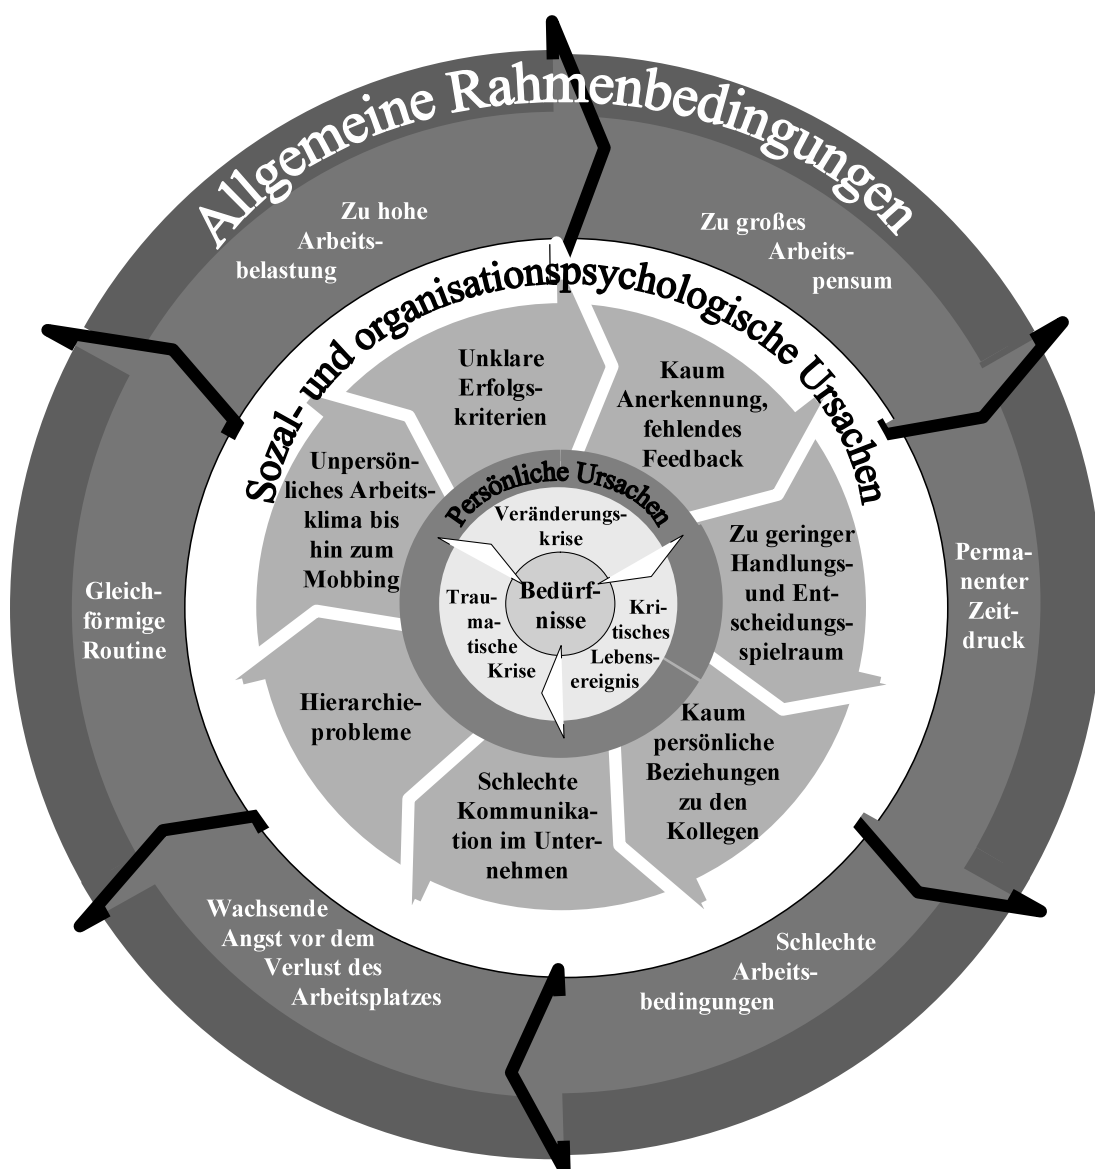 Allgemeine Rahmenbedingungen
Zu hohe
Arbeits-
belastung
Zu großes
Arbeits-
pensum
Perma-
nenter
Zeit-
druck
Schlechte
Arbeits-
bedingungen
Wachsende
Angst vor dem
Verlust des
Arbeitsplatzes
Gleich-
förmige
Routine
Sozal- und organisationspsychologische Ursachen
Unklare
Erfolgs-
kriterien
Kaum
Anerkennung,
fehlendes
Feedback
Zu geringer
Handlungs-
und Ent-
scheidungs-
spielraum
Kaum
persönliche
Beziehungen
zu den
Kollegen
Schlechte
Kommunika-
tion im Unter-
nehmen
Hierarchie-
probleme
Unpersön-
liches Arbeits-
klima bis
hin zum
Mobbing
Persönliche Ursachen
Veränderungs-
krise
Kri-
tisches
Lebens-
ereignis
Trau-
ma-
tische
Krise
Bedürf-
nisse